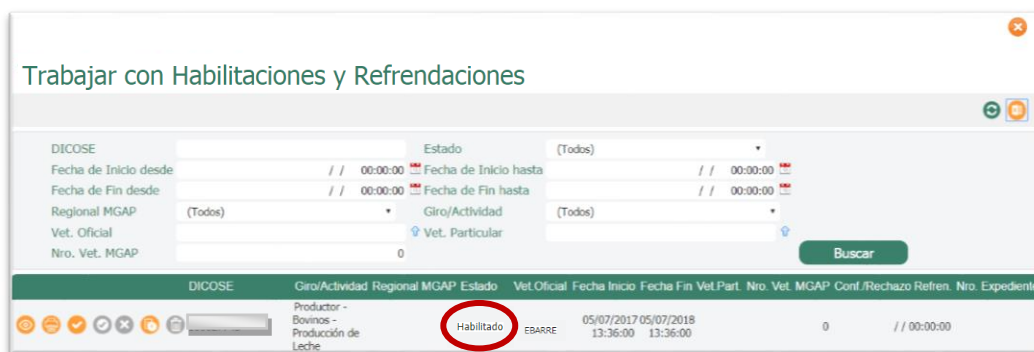 Trabajar con Habilitaciones y Refrendaciones
DICOSE Estado (Todos)
Fecha de Inicio desde / / 00:00:00 Fecha de Inicio hasta / / 00:00:00
Fecha de Fin desde / / 00:00:00 Fecha de Fin hasta / / 00:00:00
Regional MGAP (Todos) Giro/Actividad (Todos)
Vet. Oficial Vet. Particular
Nro. Vet. MGAP 0 Buscar
DICOSE Giro/Actividad Regional MGAP Estado Vet.Oficial Fecha Inicio Fecha Fin Vet.Part. Nro. Vet. MGAP Conf./Rechazo Refren. Nro. Expediente
Productor -
Bovinos -
Producción de
Leche
Habilitado EBARRE 05/07/2017 05/07/2018 0 / / 00:00:00
13:36:00 13:36:00